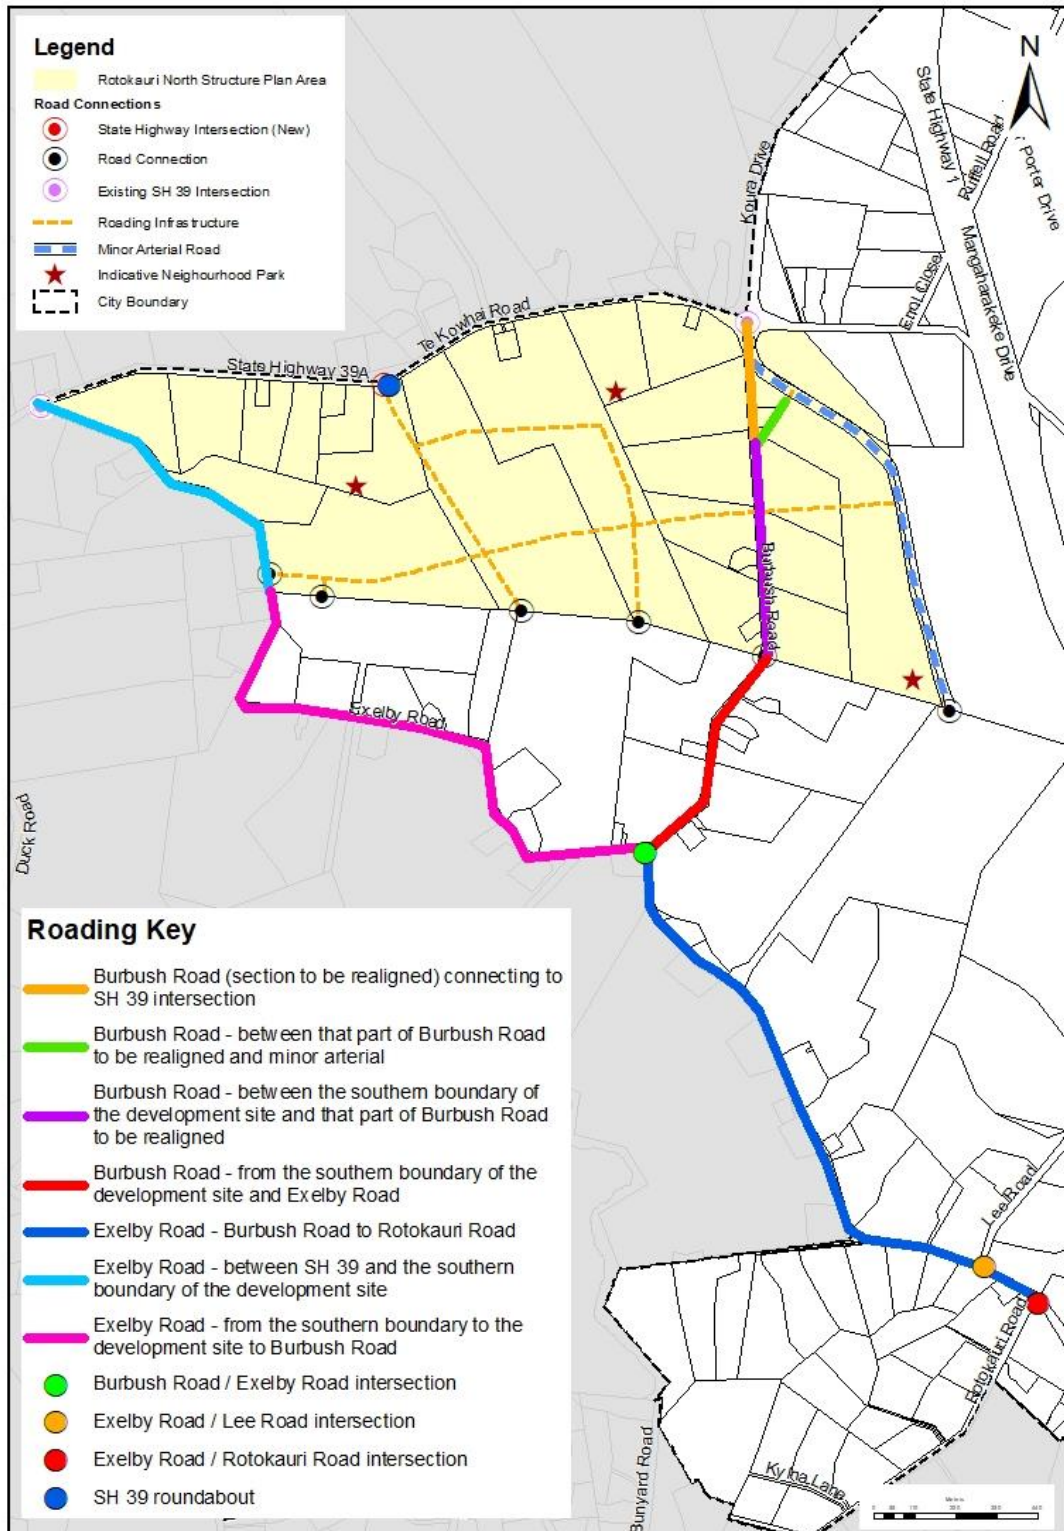 Legend
Rotokauri North Structure Plan Area
Road Connections
State Highway Intersection (New)
Road Connection
Existing SH 39 Intersection
Roading Infrastructure
Minor Arterial Road
Indicative Neighourhood Park
City Boundary
N
State Highway 1
Ruffell Road
Porter Drive
Koura Drive
Mangaharakeke Drive
Errol Close
Te Kowhai Road
State Highway 39A
Burbush Road
Exelby Road
Duck Road
Lee Road
Rotokauri Road
Bunyard Road
Meters
0
Roading Key
Burbush Road (section to be realigned) connecting to
SH 39 intersection
Burbush Road - between that part of Burbush Road
to be realigned and minor arterial
Burbush Road - between the southern boundary of
the development site and that part of Burbush Road
to be realigned
Burbush Road - from the southern boundary of the
development site and Exelby Road
Exelby Road - Burbush Road to Rotokauri Road
Exelby Road - between SH 39 and the southern
boundary of the development site
Exelby Road - from the southern boundary to the
development site to Burbush Road
Burbush Road / Exelby Road intersection
Exelby Road / Lee Road intersection
Exelby Road / Rotokauri Road intersection
SH 39 roundabout